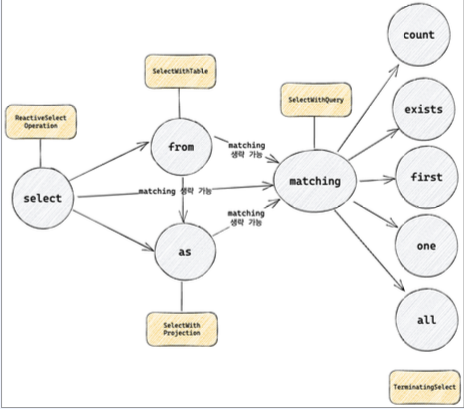 count
SelectWithTable
SelectWithQuery
ReactiveSelect
Operation
exists
from
matching
생략 가능
select
matching 생략 가능
matching
first
matching
생략 가능
as
one
SelectWith
Projection
all
TerminatingSelect